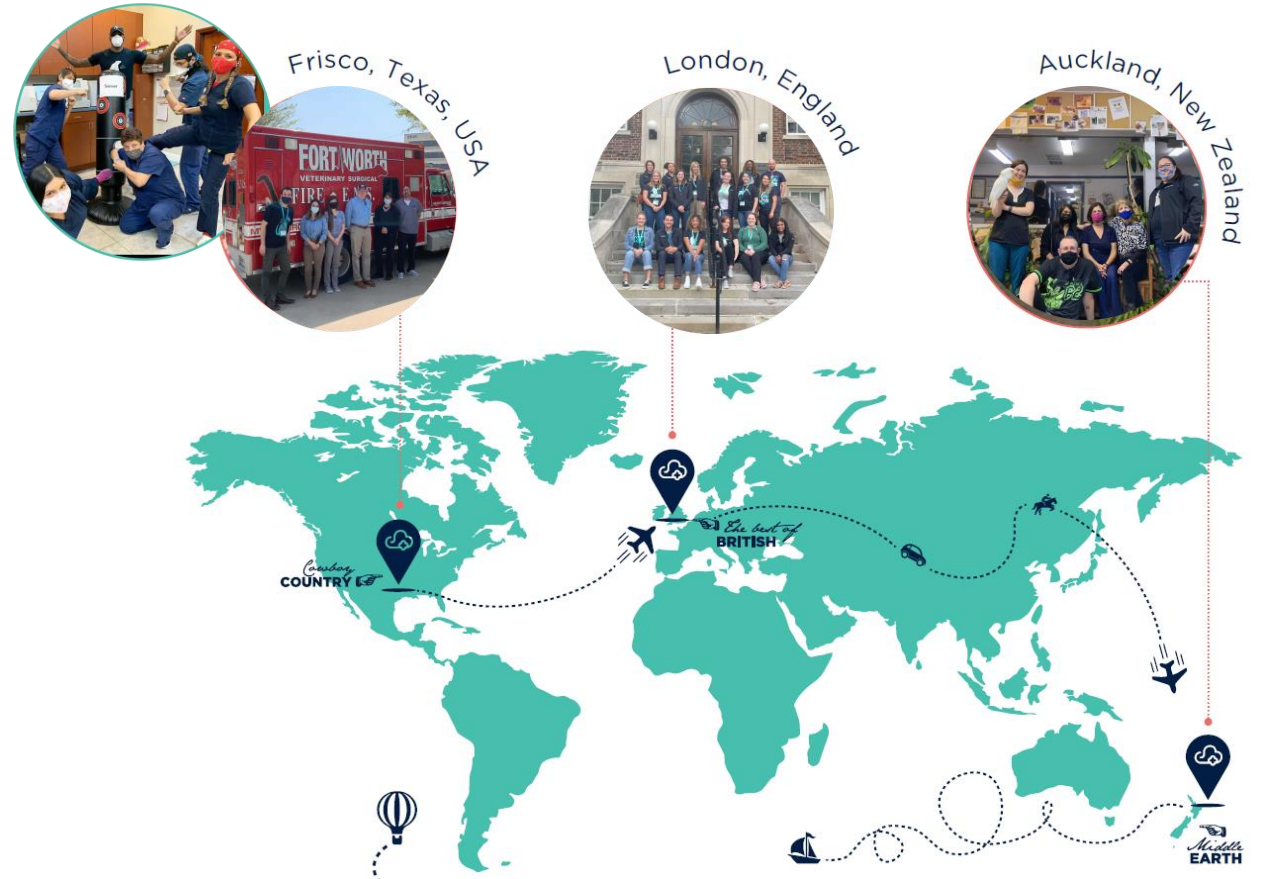 Frisco, Texas, USA
London, England
Auckland, New Zealand
FORT WORTH
VETERINARY SURGICAL
Cowboy
COUNTRY
The best of
BRITISH
Middle
EARTH